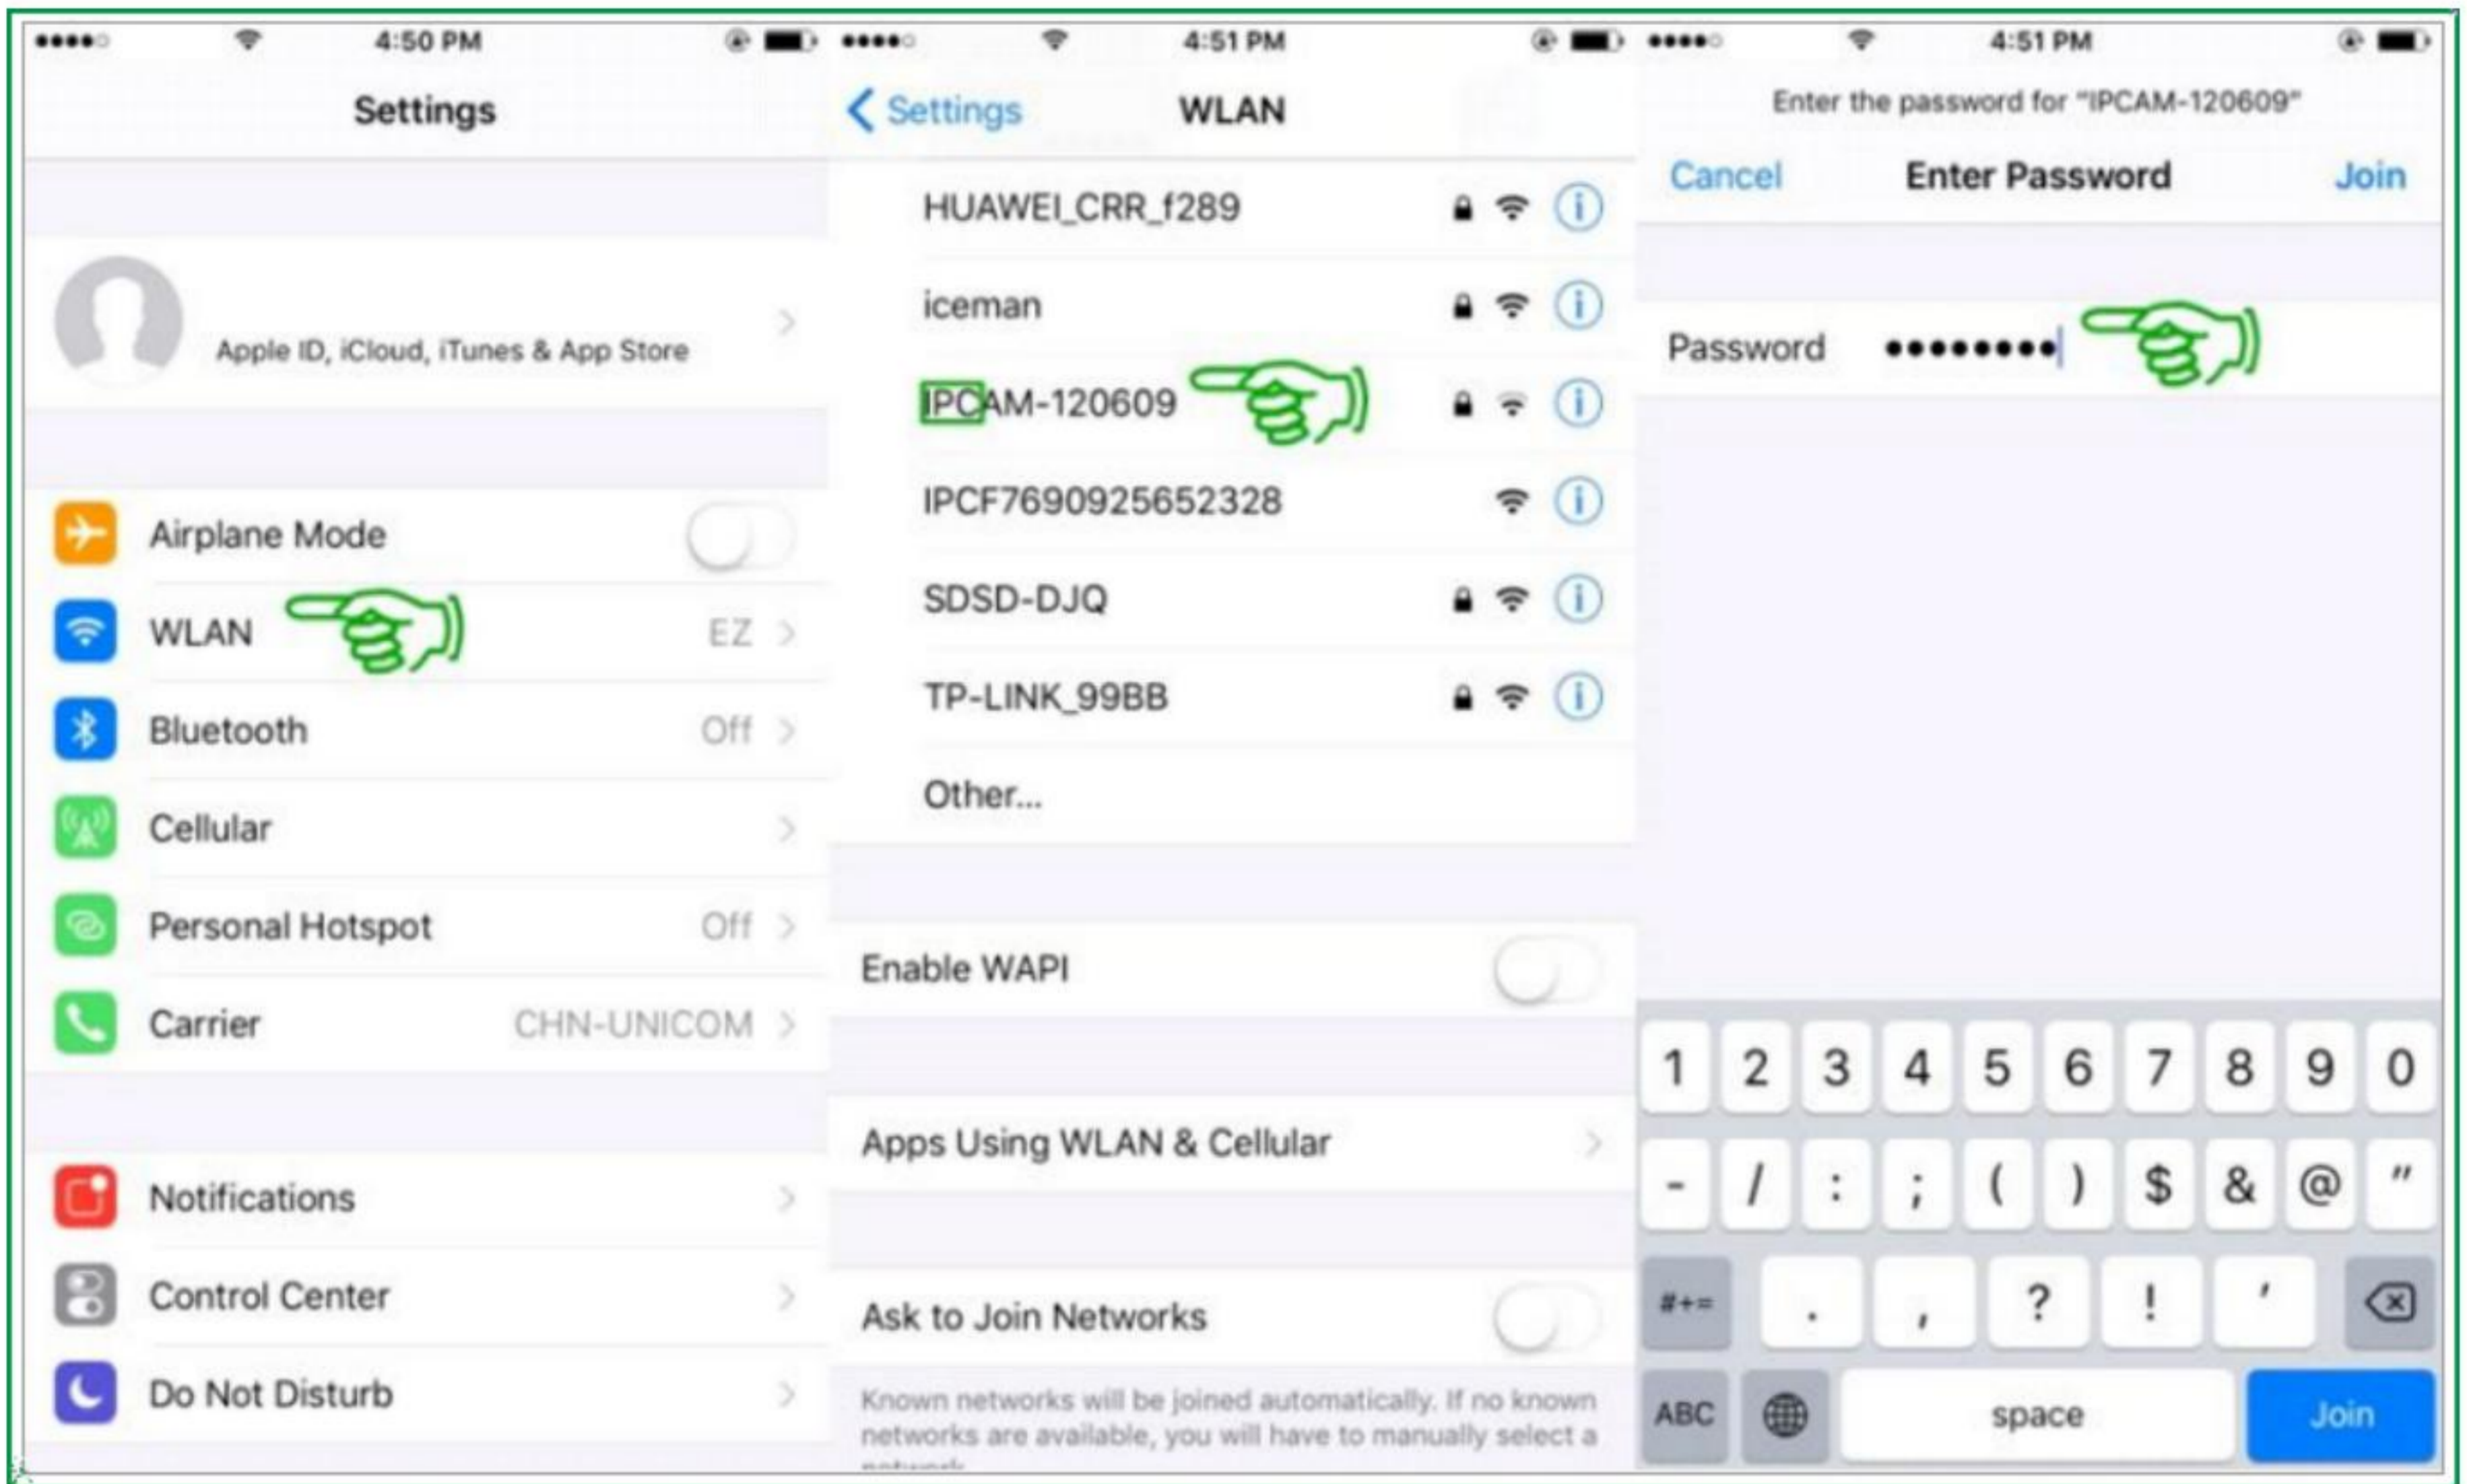 4:50 PM
Settings
Apple ID, iCloud, iTunes & App Store
Airplane Mode
WLAN EZ
Bluetooth Off
Cellular
Personal Hotspot Off
Carrier CHN-UNICOM
Notifications
Control Center
Do Not Disturb
4:51 PM
Settings WLAN
HUAWEI_CRR_f289
iceman
IPCAM-120609
IPCF7690925652328
SDSD-DJQ
TP-LINK_99BB
Other...
Enable WAPI
Apps Using WLAN & Cellular
Ask to Join Networks
Known networks will be joined automatically. If no known
networks are available, you will have to manually select a
4:51 PM
Enter the password for "IPCAM-120609"
Cancel Enter Password Join
Password ••••••••
1 2 3 4 5 6 7 8 9 0
- / : ; ( ) $ & @ "
#+= . , ? ! '
ABC space Join